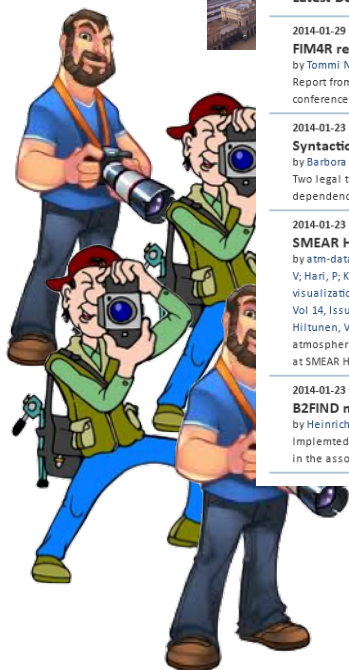 2014-01-29
FIM4R re
by Tommi N
Report from
conference
2014-01-23
Syntactic
by Barbora
Two legal t
dependenc
2014-01-23
SMEAR H
by atm-data
V; Hari, P; K
visualizatio
Vol 14, Issu
Hiltunen, V
atmospher
at SMEAR H
2014-01-23
B2FIND n
by Heinrich
Implemted
in the asso